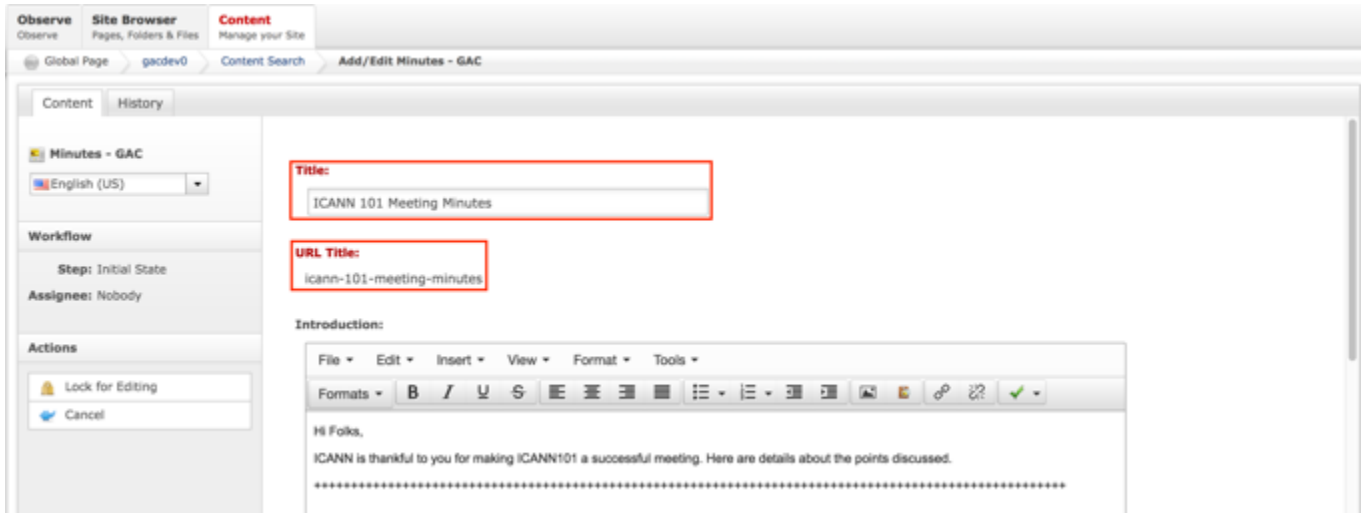 Observe Site Browser Content
Observe Pages, Folders & Files Manage your Site
Global Page gacdev0 Content Search Add/Edit Minutes - GAC
Content History
Minutes - GAC
English (US)
Workflow
Step: Initial State
Assignee: Nobody
Actions
Lock for Editing
Cancel
Title:
ICANN 101 Meeting Minutes
URL Title:
icann-101-meeting-minutes
Introduction:
File Edit Insert View Format Tools
Formats B I U S
Hi Folks,
ICANN is thankful to you for making ICANN101 a successful meeting. Here are details about the points discussed.
++++++++++++++++++++++++++++++++++++++++++++++++++++++++++++++++++++++++++++++++++++++++++++++++++++++++